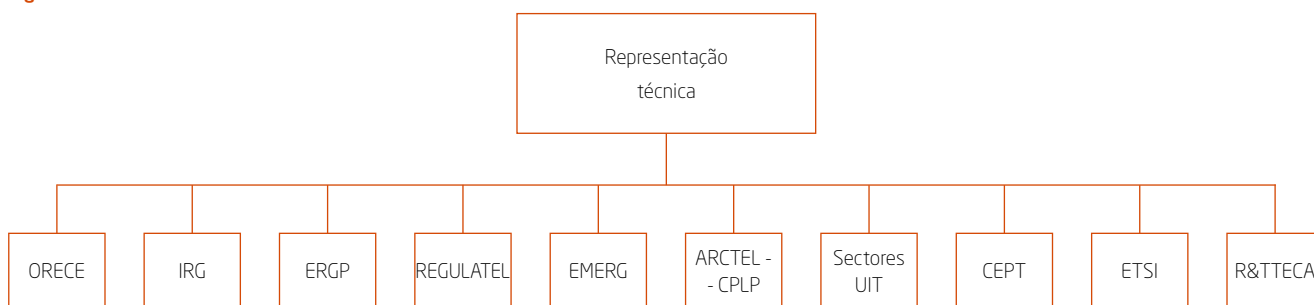 Representação
técnica
ORECE
IRG
ERGP
REGULATEL
EMERG
ARCTEL -
- CPLP
Sectores
UIT
CEPT
ETSI
R&TTECA